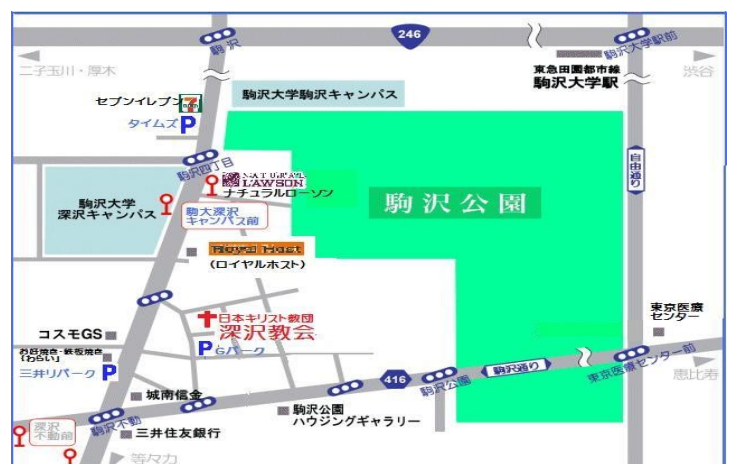 246
駒沢
駒沢大学駅前
二子玉川・厚木
東急田園都市線
駒沢大学駅
渋谷
セブンイレブン
7
タイムズP
駒沢大学駒沢キャンパス
駒沢四丁目
自由通り
NATURAL
LAWSON
ナチュラルローソン
駒沢大学
深沢キャンパス
駒大深沢
キャンパス前
駒沢公園
Royal Host
(ロイヤルホスト)
日本キリスト教団
深沢教会
PGパーク
東京医療
センター
コスモGS
お好焼き・鉄板焼き
【わらい】
三井リパークP
駒沢通り
東京医療センター前
恵比寿
416
駒沢公園
城南信金
駒沢公園
ハウジングギャラリー
深沢
不動前
駒沢不動
三井住友銀行
等々力